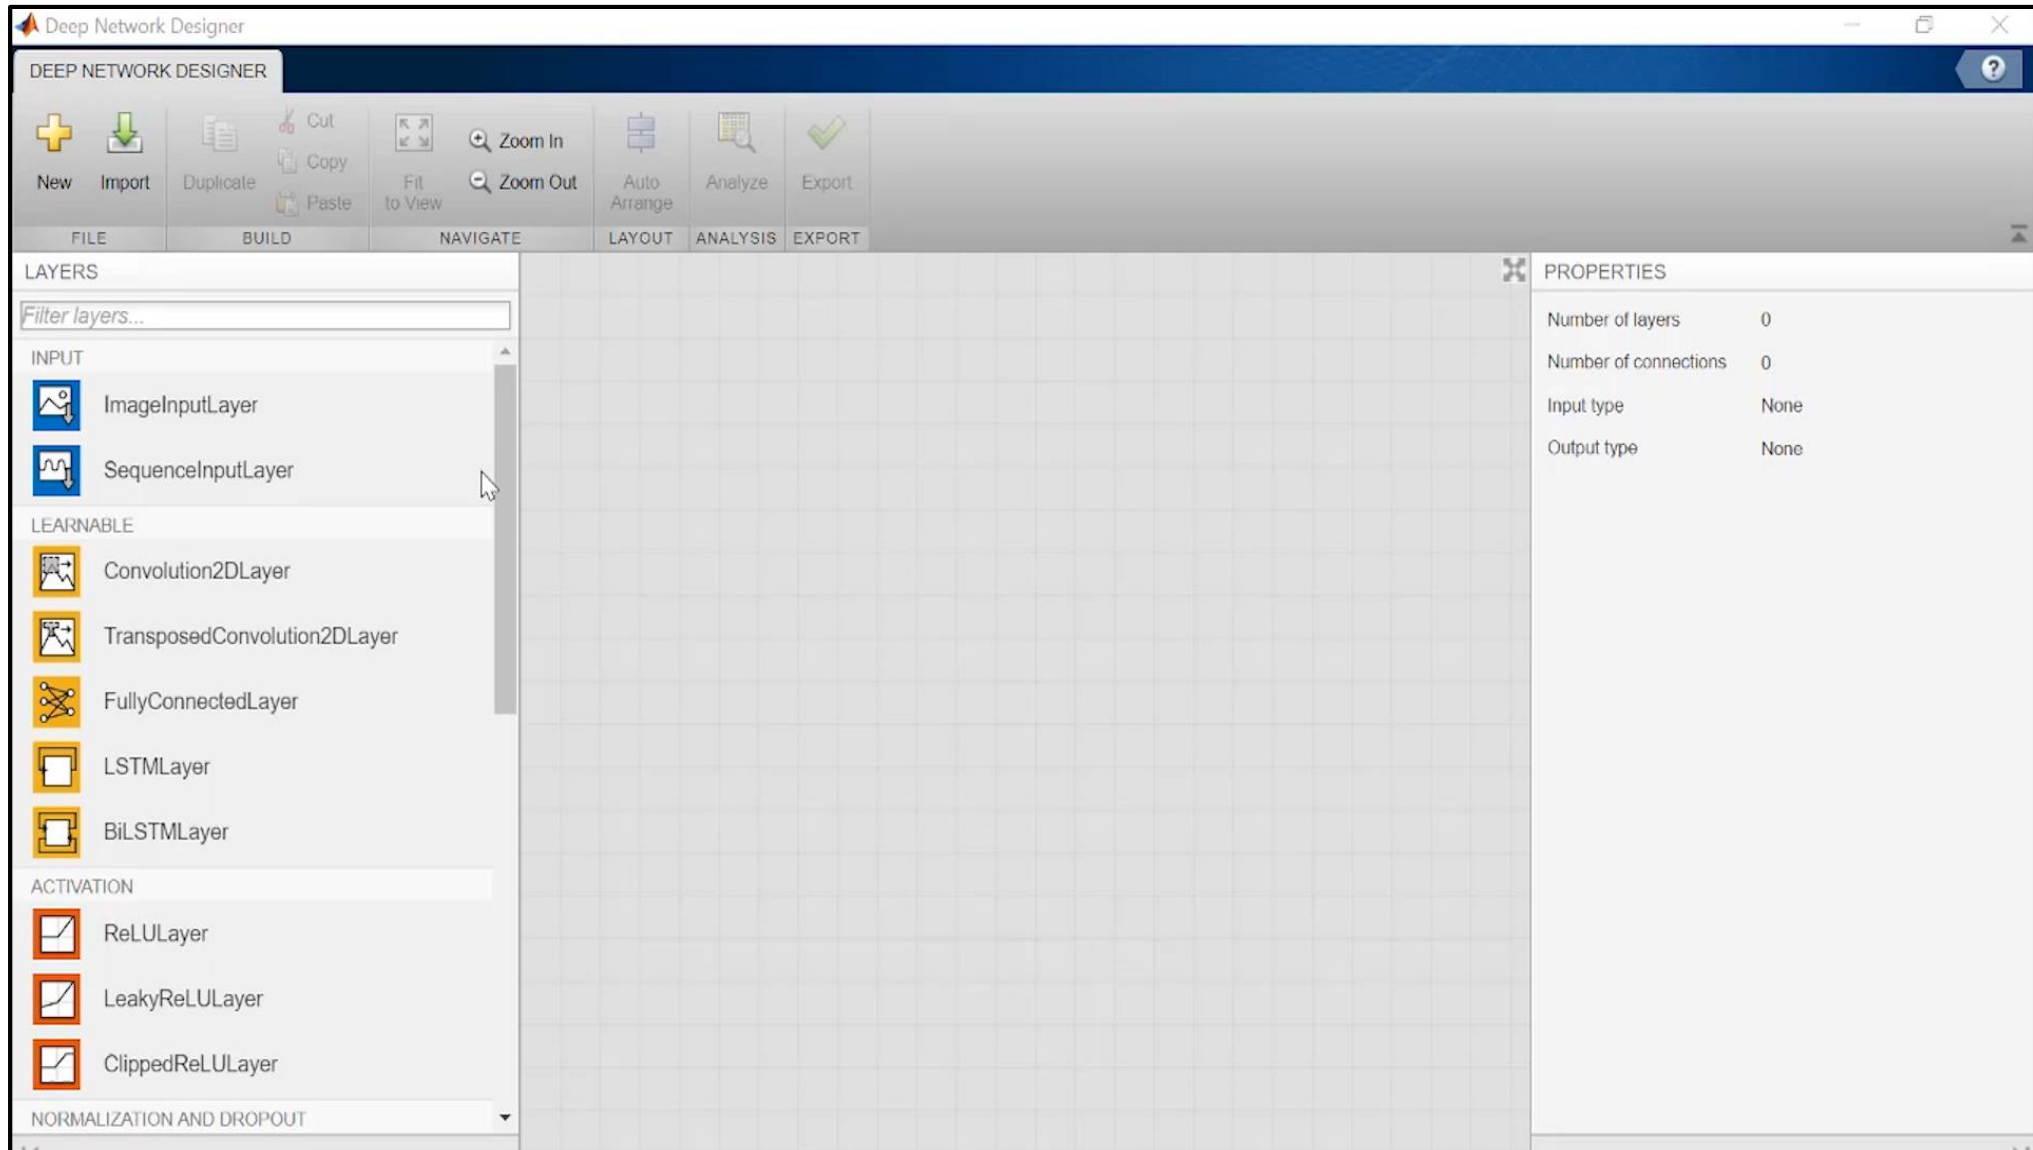 Deep Network Designer
DEEP NETWORK DESIGNER
?
New
Import
Duplicate
Cut
Copy
Paste
Fit
to View
Zoom In
Zoom Out
Auto
Arrange
Analyze
Export
FILE
BUILD
NAVIGATE
LAYOUT
ANALYSIS
EXPORT
LAYERS
Filter layers...
INPUT
ImageInputLayer
SequenceInputLayer
LEARNABLE
Convolution2DLayer
TransposedConvolution2DLayer
FullyConnectedLayer
LSTMLayer
BiLSTMLayer
ACTIVATION
ReLULayer
LeakyReLULayer
ClippedReLULayer
NORMALIZATION AND DROPOUT
PROPERTIES
Number of layers 0
Number of connections 0
Input type None
Output type None